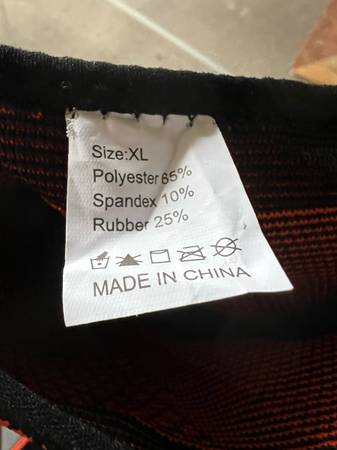 Size:XL
Polyester 65%
Spandex 10%
Rubber 25%
MADE IN CHINA